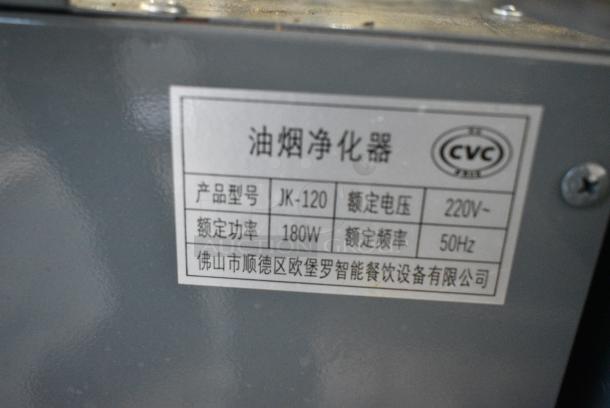 油烟净化器
CVC
产品型号 JK-120 额定电压 220V~
额定功率 180W 额定频率 50Hz
佛山市顺德区欧堡罗智能餐饮设备有限公司